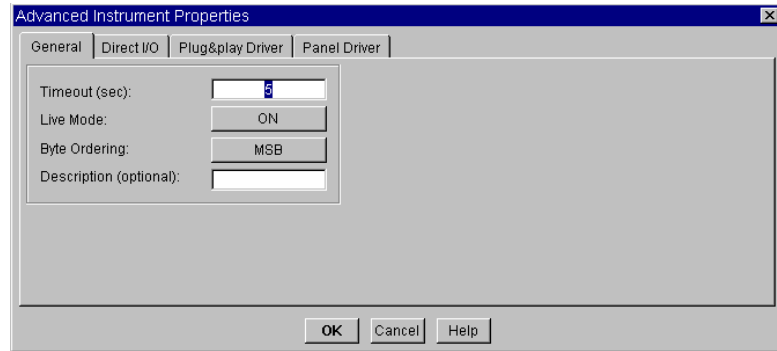 Advanced Instrument Properties
General Direct I/O Plug&play Driver Panel Driver
Timeout (sec): 5
Live Mode: ON
Byte Ordering: MSB
Description (optional):
OK Cancel Help